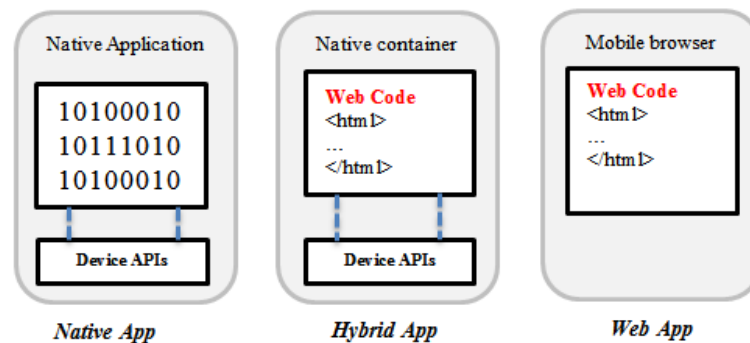 Native Application
10100010
10111010
10100010
Device APIs
Native App
Native container
Web Code
<html>
...
</html>
Device APIs
Hybrid App
Mobile browser
Web Code
<html>
...
</html>
Web App